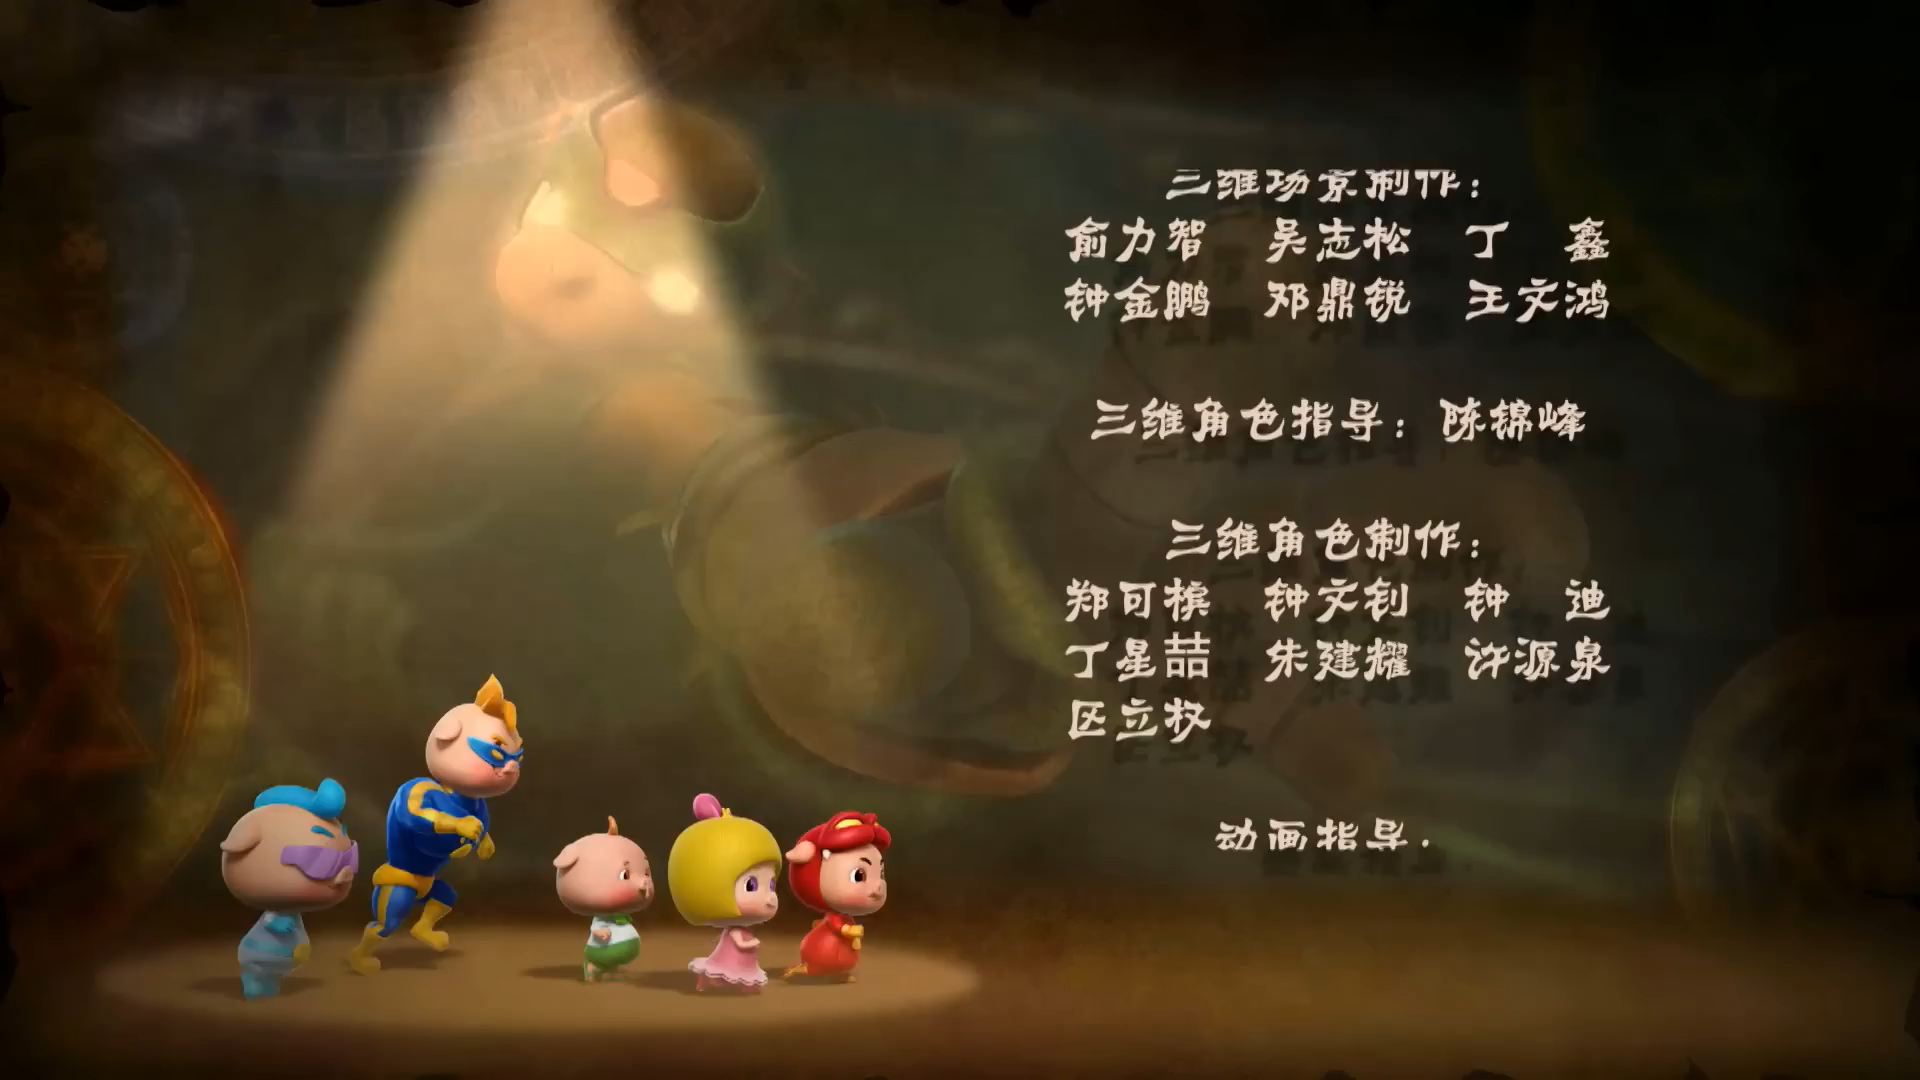 三维场景制作：
俞力智 吴志松 丁 鑫
钟金鹏 邓鼎锐 王文鸿
三维角色指导：陈锦峰
三维角色制作：
郑可槟 钟文钊 钟 迪
丁星喆 朱建耀 许源泉
区立权
动画指导：